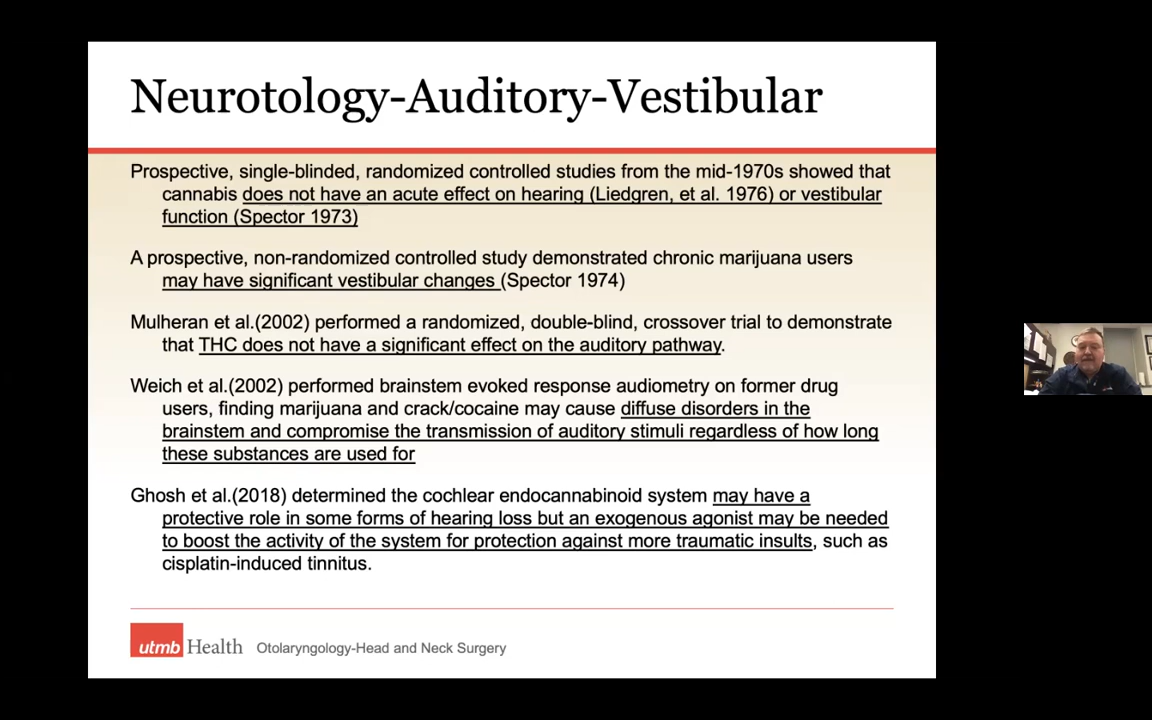 Neurotology-Auditory-Vestibular
Prospective, single-blinded, randomized controlled studies from the mid-1970s showed that
cannabis does not have an acute effect on hearing (Liedgren, et al. 1976) or vestibular
function (Spector 1973)
A prospective, non-randomized controlled study demonstrated chronic marijuana users
may have significant vestibular changes (Spector 1974)
Mulheran et al.(2002) performed a randomized, double-blind, crossover trial to demonstrate
that THC does not have a significant effect on the auditory pathway.
Weich et al.(2002) performed brainstem evoked response audiometry on former drug
users, finding marijuana and crack/cocaine may cause diffuse disorders in the
brainstem and compromise the transmission of auditory stimuli regardless of how long
these substances are used for
Ghosh et al.(2018) determined the cochlear endocannabinoid system may have a
protective role in some forms of hearing loss but an exogenous agonist may be needed
to boost the activity of the system for protection against more traumatic insults, such as
cisplatin-induced tinnitus.
utmb Health Otolaryngology-Head and Neck Surgery